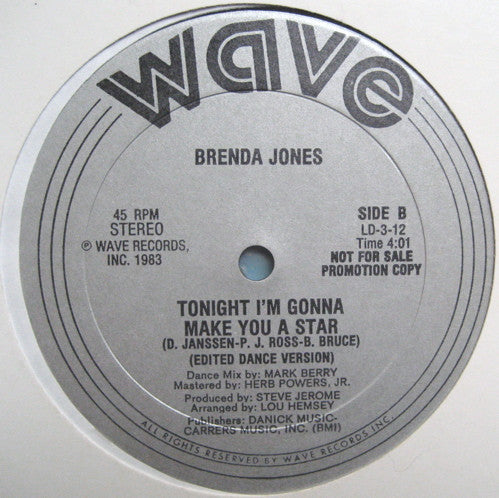 wave
BRENDA JONES
45 RPM
STEREO
℗ WAVE RECORDS,
INC. 1983
SIDE B
LD-3-12
Time 4:01
NOT FOR SALE
PROMOTION COPY
TONIGHT I'M GONNA
MAKE YOU A STAR
(D. JANSSEN-P. J. ROSS-B. BRUCE)
(EDITED DANCE VERSION)
Dance Mix by: MARK BERRY
Mastered by: HERB POWERS, JR.
Produced by: STEVE JEROME
Arranged by: LOU HEMSEY
Publishers: DANICK MUSIC-
CARRERS MUSIC, INC. (BMI)
ALL RIGHTS RESERVED BY WAVE RECORDS INC.